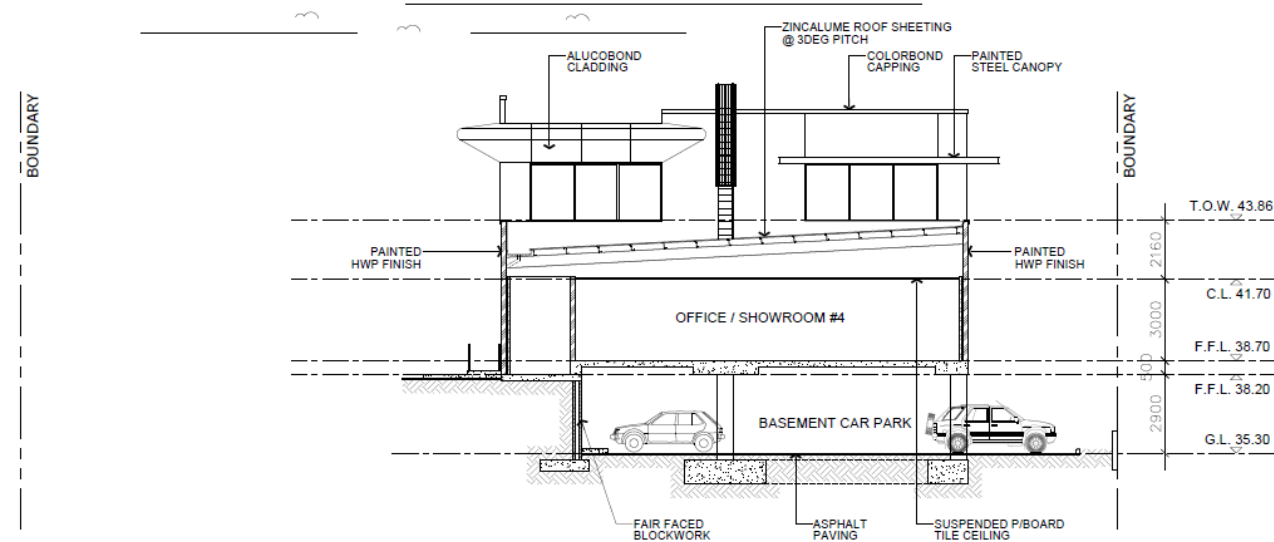 ZINCALUME ROOF SHEETING
@ 3DEG PITCH
ALUCOBOND
CLADDING
COLORBOND
CAPPING
PAINTED
STEEL CANOPY
BOUNDARY
BOUNDARY
T.O.W. 43.86
PAINTED
HWP FINISH
PAINTED
HWP FINISH
2160
C.L. 41.70
OFFICE / SHOWROOM #4
3000
F.F.L. 38.70
500
F.F.L. 38.20
BASEMENT CAR PARK
2900
G.L. 35.30
FAIR FACED
BLOCKWORK
ASPHALT
PAVING
SUSPENDED P/BOARD
TILE CEILING